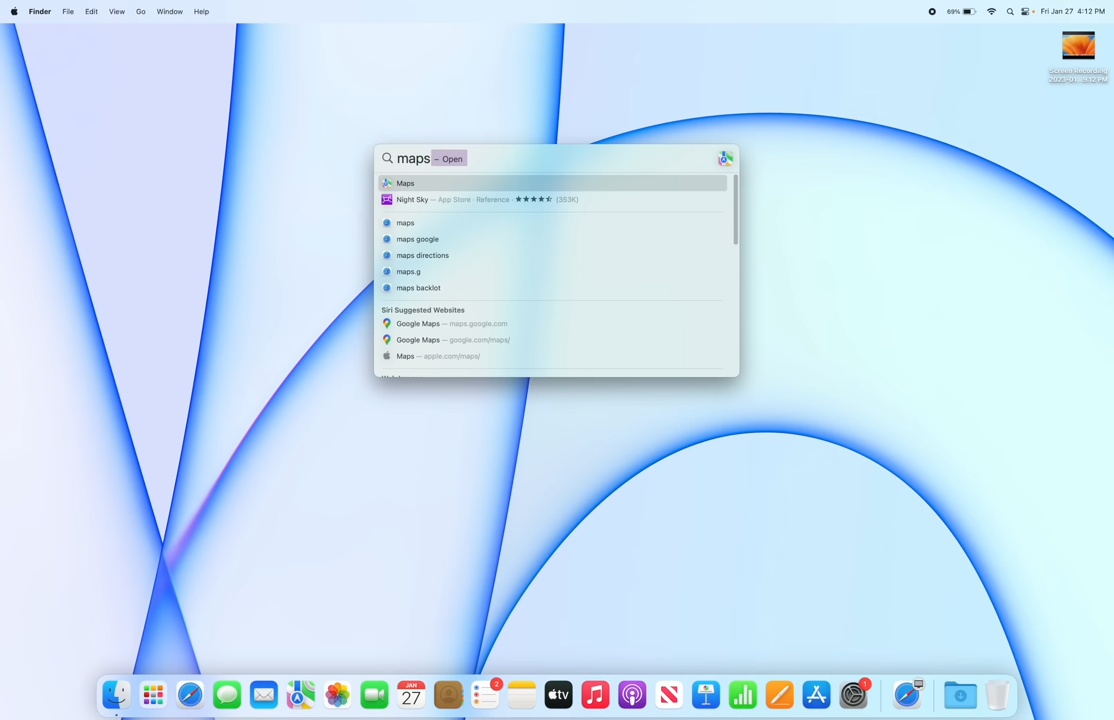 Finder File Edit View Go Window Help 69% Fri Jan 27 4:12 PM
Screen Recording
2023-01...9.12 PM
maps – Open
Maps
Night Sky — App Store · Reference · ★★★★⯪ (353K)
maps
maps google
maps directions
maps.g
maps backlot
Siri Suggested Websites
Google Maps — maps.google.com
Google Maps — google.com/maps/
Maps — apple.com/maps/
JAN
27
2
tv
1